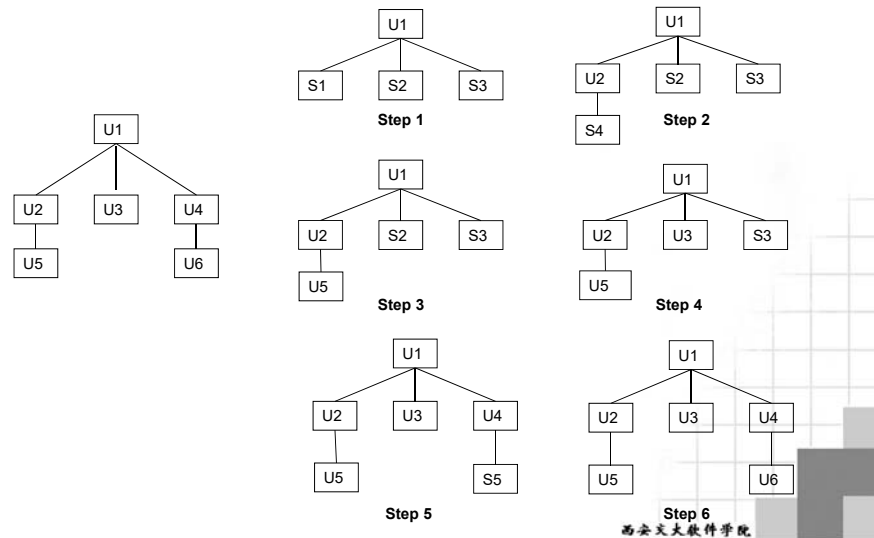 U1
U2 U3 U4
U5 U6
U1
S1 S2 S3
Step 1
U1
U2 S2 S3
S4
Step 2
U1
U2 S2 S3
U5
Step 3
U1
U2 U3 S3
U5
Step 4
U1
U2 U3 U4
U5 S5
Step 5
U1
U2 U3 U4
U5 U6
Step 6
西安交大软件学院